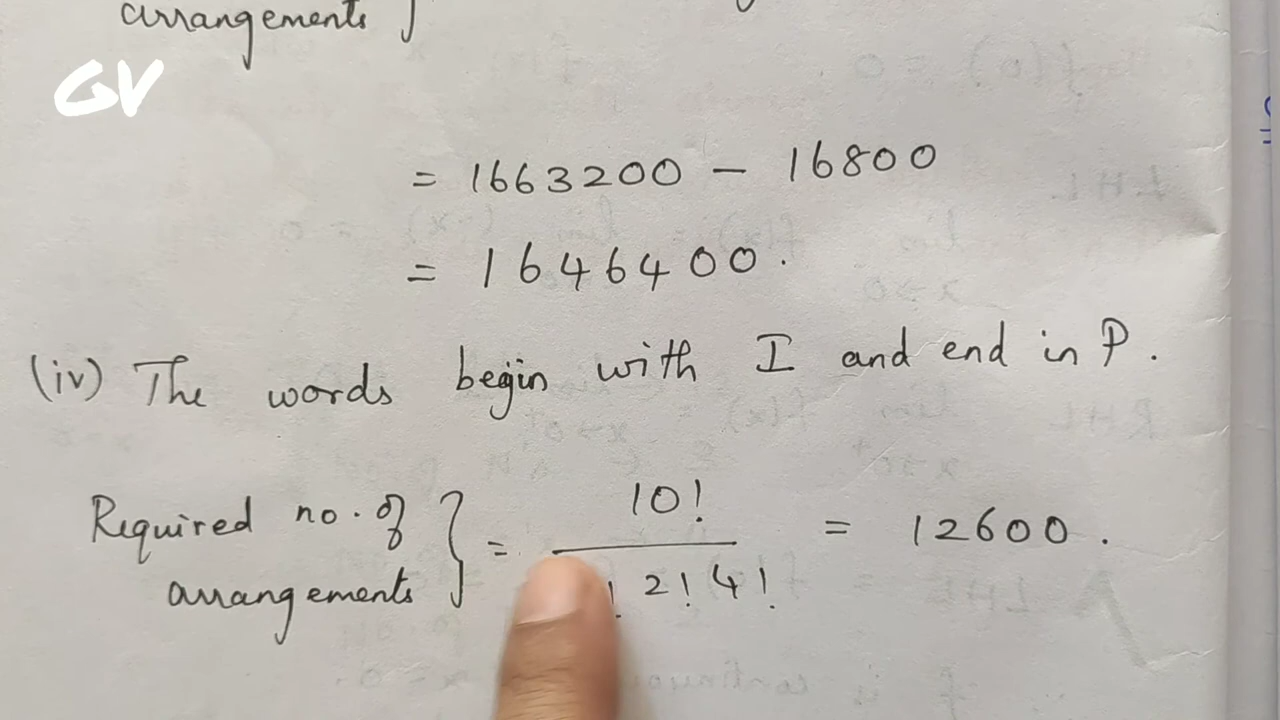 arrangements }
GV
= 1663200 - 16800
= 1646400.
(iv) The words begin with I and end in P.
Required no. of arrangements } = 10! / ! 2! 4! = 12600.